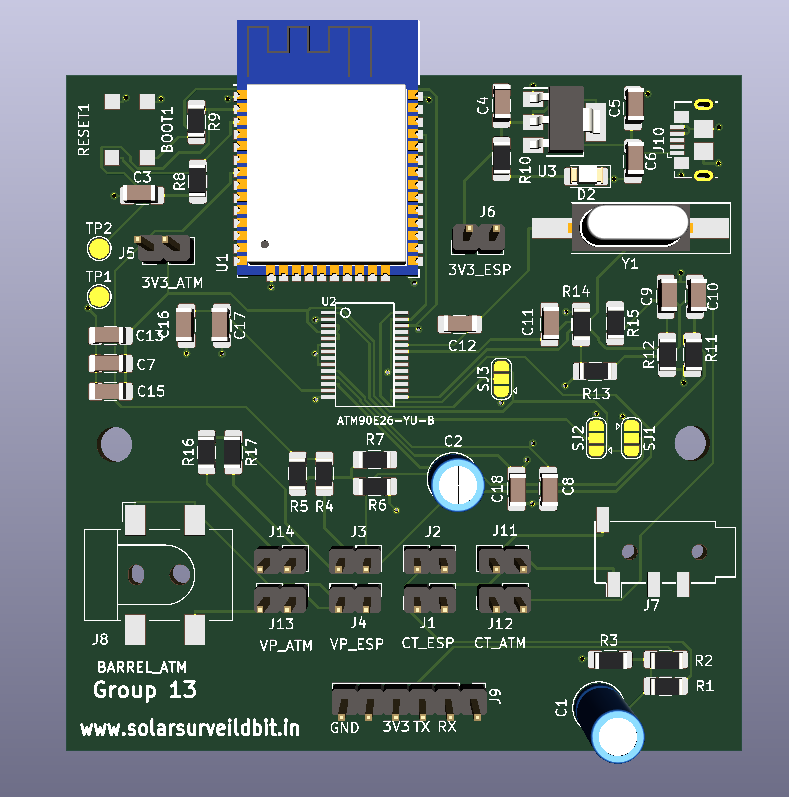 RESET1
BOOT1
R9
C4
C5
J10
C6
R8
C3
R10
U3
D2
TP2
J5
U1
J6
3V3_ATM
3V3_ESP
Y1
TP1
U2
R14
C9
C10
C13
C16
C17
C12
C11
R15
C7
R12
R11
C15
SJ3
R13
ATM90E26-YU-B
R16
R17
R7
C2
SJ2
SJ1
R5
R4
R6
C18
C8
J14
J3
J2
J11
J7
J8
J13
J4
J1
J12
VP_ATM
VP_ESP
CT_ESP
CT_ATM
R3
R2
BARREL_ATM
Group 13
R1
J9
C1
www.solarsurveildbit.in
GND
3V3
TX
RX